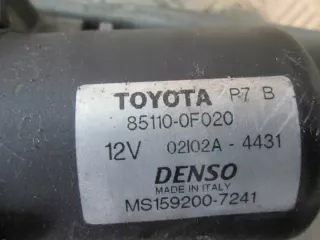 TOYOTA P7 B
85110-0F020
12V 02I02A-4431
DENSO
MADE IN ITALY
MS159200-7241